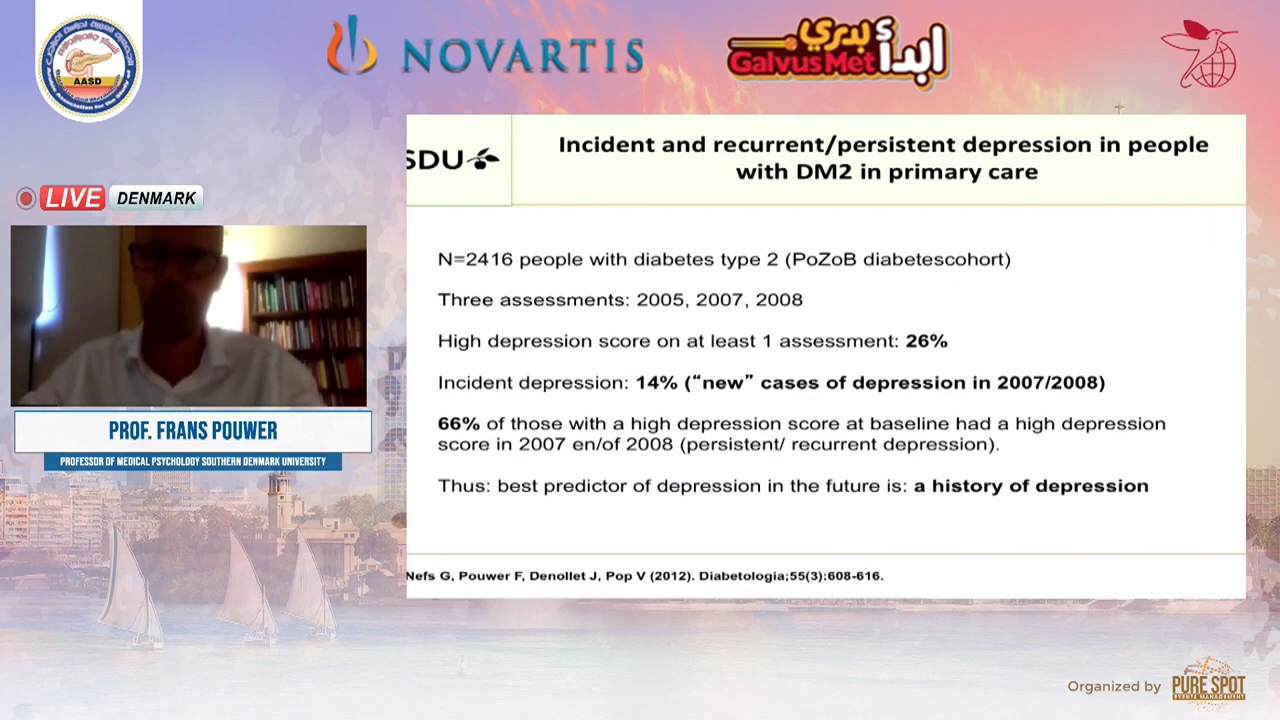 AASD
NOVARTIS
ابدأ بدري
GalvusMet
LIVE
DENMARK
SDU
Incident and recurrent/persistent depression in people
with DM2 in primary care
N=2416 people with diabetes type 2 (PoZoB diabetescohort)
Three assessments: 2005, 2007, 2008
High depression score on at least 1 assessment: 26%
Incident depression: 14% (“new” cases of depression in 2007/2008)
66% of those with a high depression score at baseline had a high depression
score in 2007 en/of 2008 (persistent/ recurrent depression).
Thus: best predictor of depression in the future is: a history of depression
Nefs G, Pouwer F, Denollet J, Pop V (2012). Diabetologia;55(3):608-616.
PROF. FRANS POUWER
PROFESSOR OF MEDICAL PSYCHOLOGY SOUTHERN DENMARK UNIVERSITY
Organized by
PURE SPOT
EVENTS MANAGEMENT